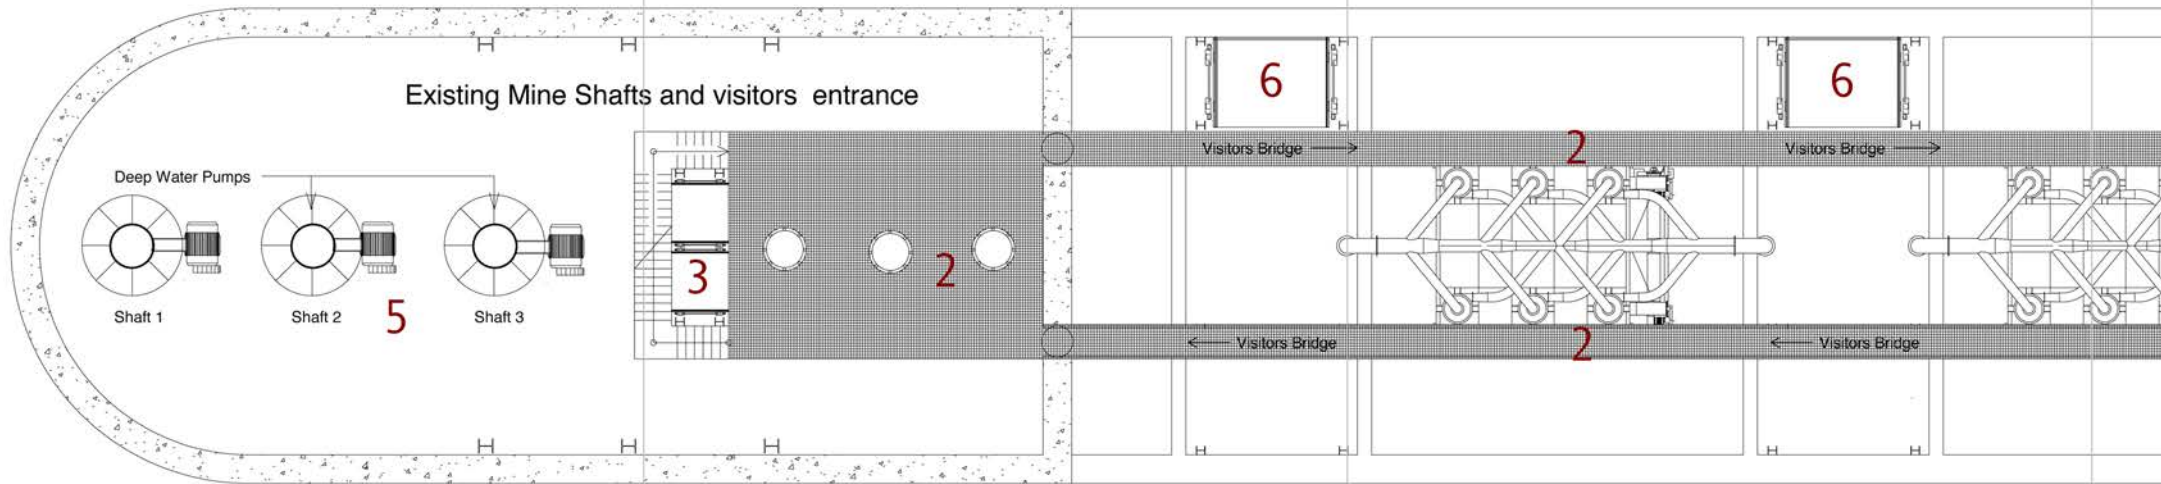 Existing Mine Shafts and visitors entrance
6
6
Visitors Bridge
2
Visitors Bridge
Deep Water Pumps
3
2
Shaft 1
Shaft 2
5
Shaft 3
Visitors Bridge
2
Visitors Bridge